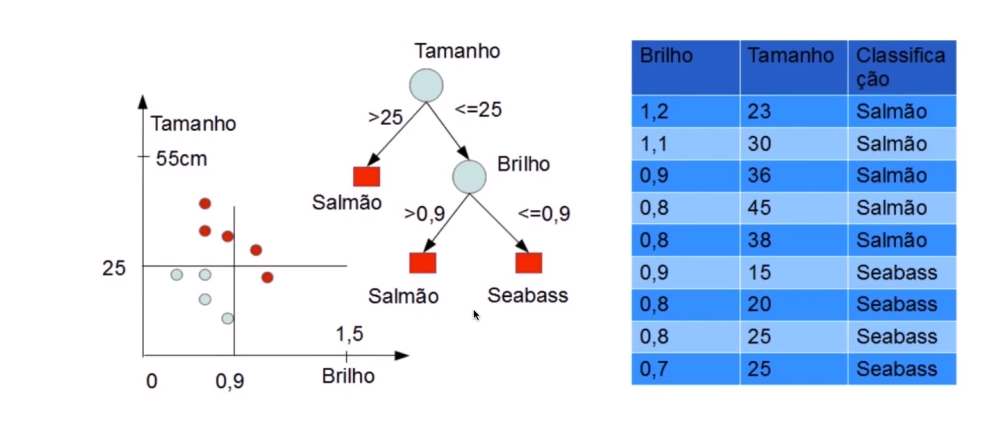 Tamanho
55cm
25
0
0,9
1,5
Brilho
Tamanho
>25
<=25
Salmão
Brilho
>0,9
<=0,9
Salmão
Seabass
Brilho Tamanho Classifica
ção
1,2 23 Salmão
1,1 30 Salmão
0,9 36 Salmão
0,8 45 Salmão
0,8 38 Salmão
0,9 15 Seabass
0,8 20 Seabass
0,8 25 Seabass
0,7 25 Seabass